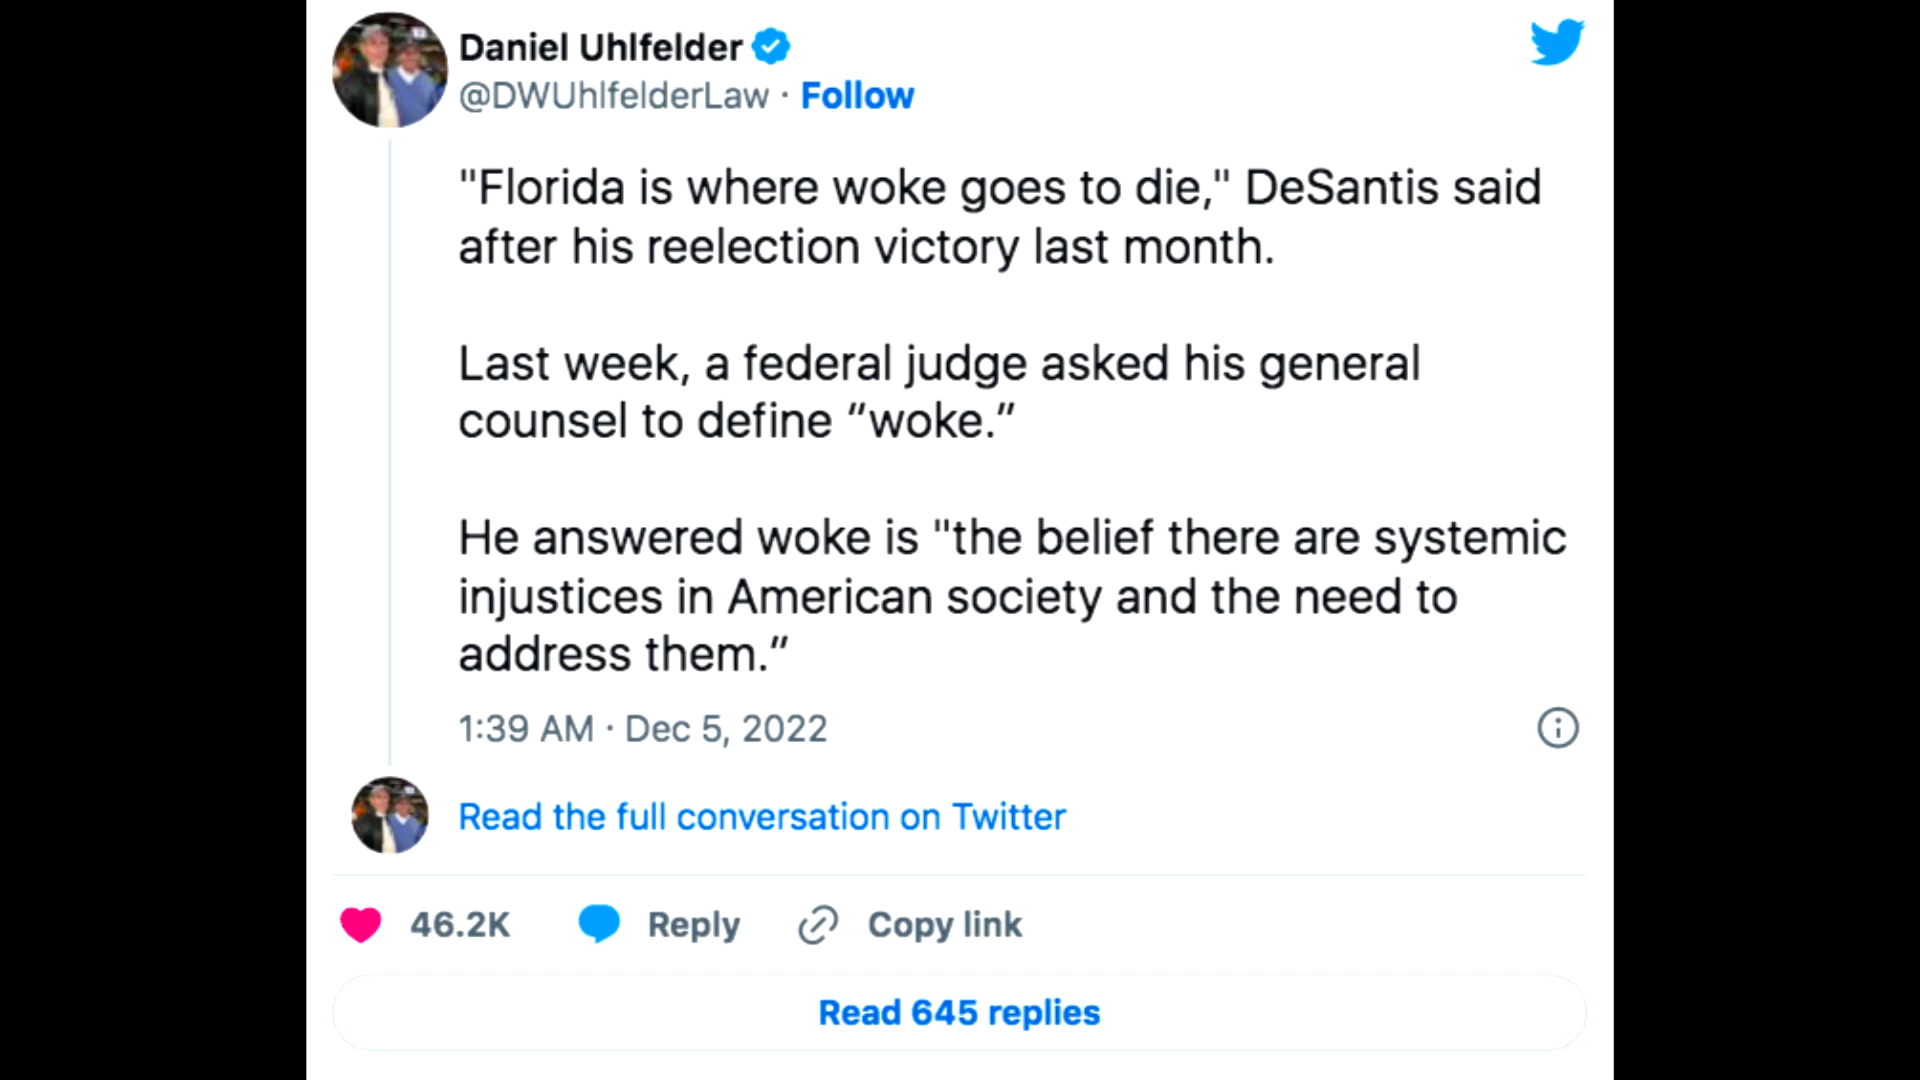 Daniel Uhlfelder
@DWUhlfelderLaw · Follow
"Florida is where woke goes to die," DeSantis said
after his reelection victory last month.
Last week, a federal judge asked his general
counsel to define “woke.”
He answered woke is "the belief there are systemic
injustices in American society and the need to
address them.”
1:39 AM · Dec 5, 2022
Read the full conversation on Twitter
46.2K Reply Copy link
Read 645 replies